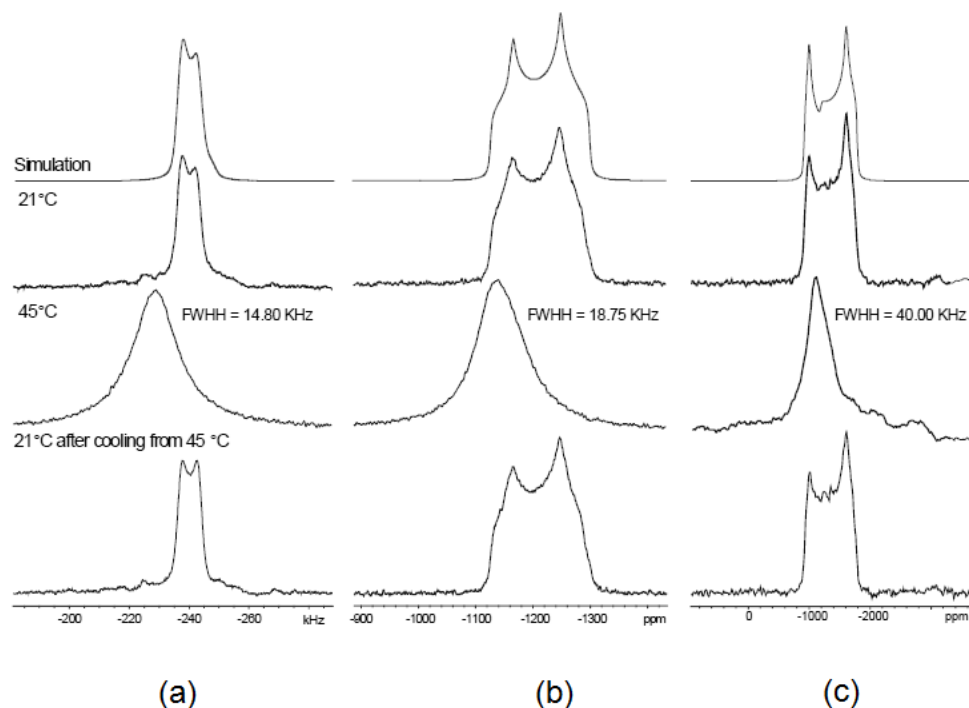 Simulation
21°C
45°C
FWHH = 14.80 KHz
FWHH = 18.75 KHz
FWHH = 40.00 KHz
21°C after cooling from 45 °C
-200 -220 -240 -260 kHz
-900 -1000 -1100 -1200 -1300 ppm
0 -1000 -2000 ppm
(a) (b) (c)